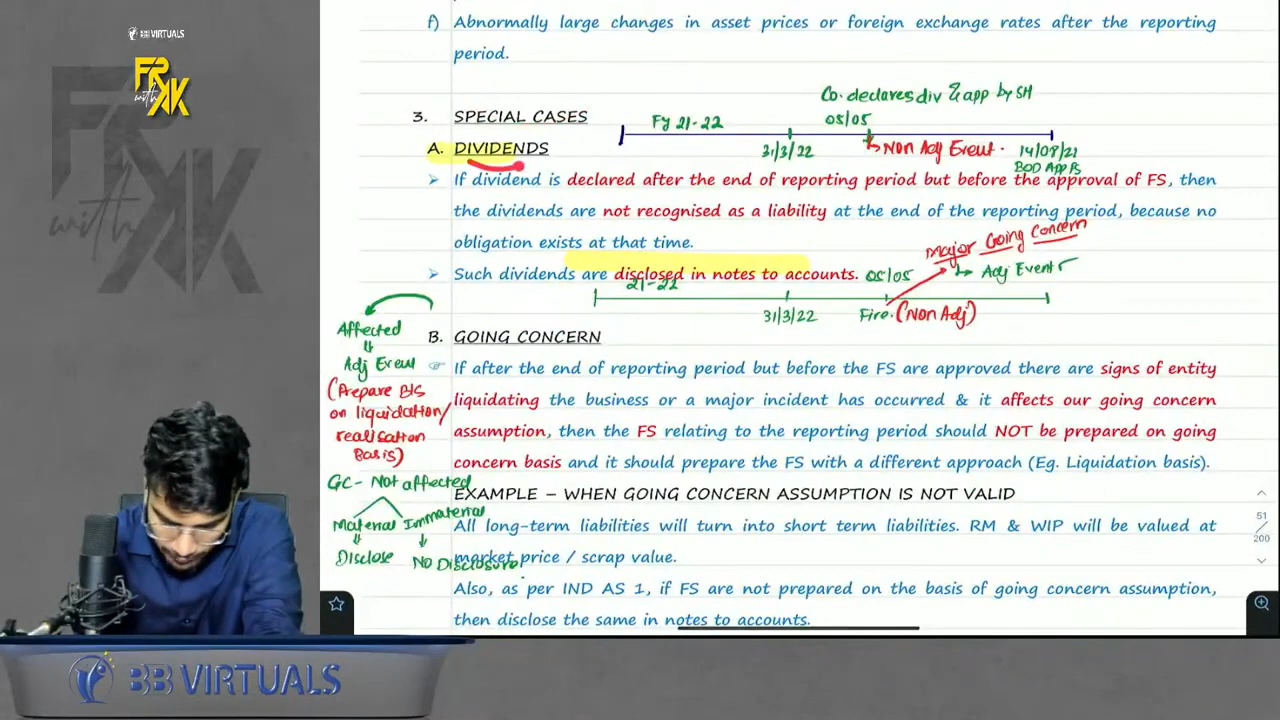 BB VIRTUALS
FR
with
AK
FR
with
AK
f) Abnormally large changes in asset prices or foreign exchange rates after the reporting
period.
Co. declares div & app by SH
3. SPECIAL CASES
Fy 21-22
05/05
31/3/22
Non Adj Event.
14/08/21
BOD App FS
A. DIVIDENDS
➢ If dividend is declared after the end of reporting period but before the approval of FS, then
the dividends are not recognised as a liability at the end of the reporting period, because no
obligation exists at that time.
Major Going Concern
➢ Such dividends are disclosed in notes to accounts.
05/05
Adj Event
21-22
31/3/22
Fire. (Non Adj)
B. GOING CONCERN
Affected
Adj Event
(Prepare B/S
on liquidation/
realisation
Basis)
GC - Not affected
Material Immaterial
Disclose No Disclosure.
If after the end of reporting period but before the FS are approved there are signs of entity
liquidating the business or a major incident has occurred & it affects our going concern
assumption, then the FS relating to the reporting period should NOT be prepared on going
concern basis and it should prepare the FS with a different approach (Eg. Liquidation basis).
EXAMPLE – WHEN GOING CONCERN ASSUMPTION IS NOT VALID
All long-term liabilities will turn into short term liabilities. RM & WIP will be valued at
market price / scrap value.
Also, as per IND AS 1, if FS are not prepared on the basis of going concern assumption,
then disclose the same in notes to accounts.
51
/
200
BB VIRTUALS